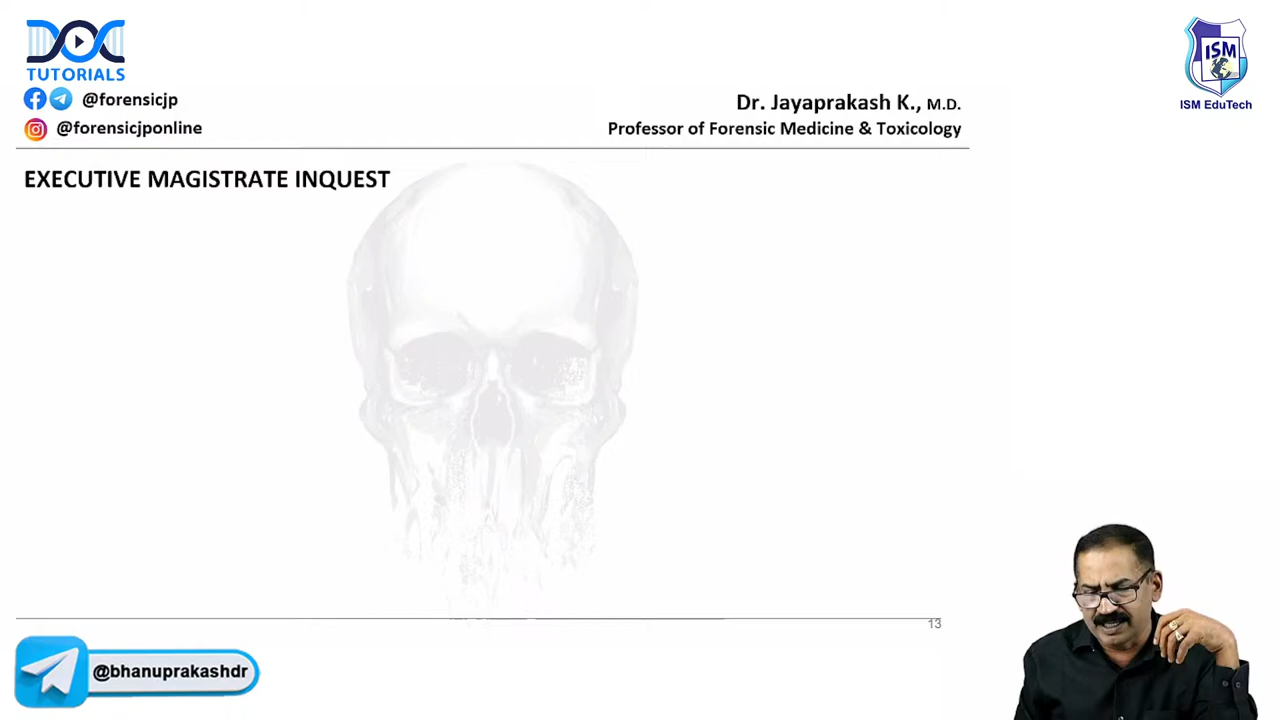 TUTORIALS
@forensicjp
@forensicjponline
Dr. Jayaprakash K., M.D.
Professor of Forensic Medicine & Toxicology
ISM
ISM EduTech
EXECUTIVE MAGISTRATE INQUEST
13
@bhanuprakashdr